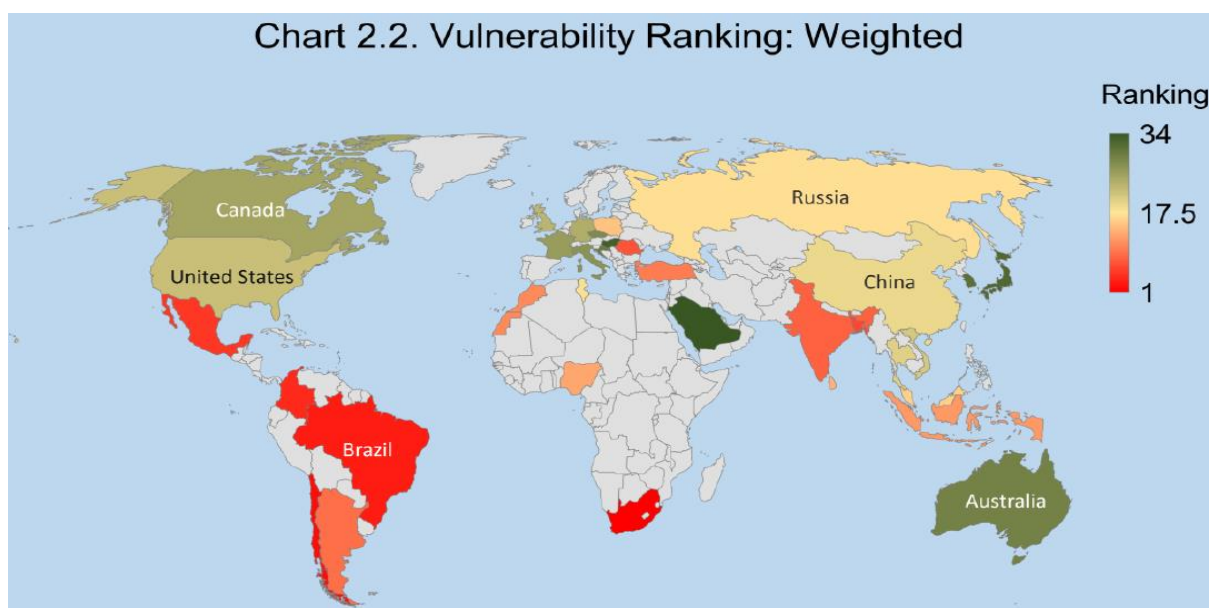 Chart 2.2. Vulnerability Ranking: Weighted
Ranking
34
17.5
1
Canada
United States
Russia
China
Brazil
Australia